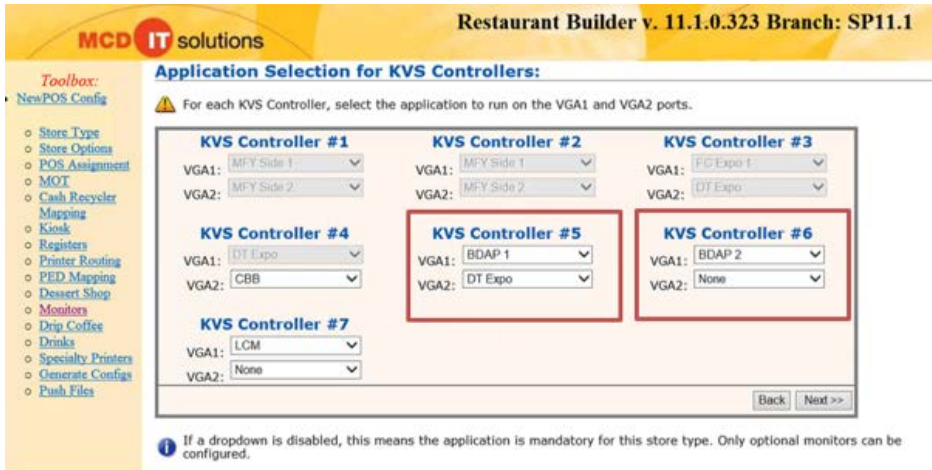 MCD IT solutions
Restaurant Builder v. 11.1.0.323 Branch: SP11.1
Toolbox:
NewPOS Config
Store Type
Store Options
POS Assignment
MOT
Cash Recycler
Mapping
Kiosk
Registers
Printer Routing
PED Mapping
Dessert Shop
Monitors
Drip Coffee
Drinks
Specialty Printers
Generate Configs
Push Files
Application Selection for KVS Controllers:
For each KVS Controller, select the application to run on the VGA1 and VGA2 ports.
KVS Controller #1
VGA1: MFY Side 1
VGA2: MFY Side 2
KVS Controller #2
VGA1: MFY Side 1
VGA2: MFY Side 2
KVS Controller #3
VGA1: FC Expo 1
VGA2: DT Expo
KVS Controller #4
VGA1: DT Expo
VGA2: CBB
KVS Controller #5
VGA1: BDAP 1
VGA2: DT Expo
KVS Controller #6
VGA1: BDAP 2
VGA2: None
KVS Controller #7
VGA1: LCM
VGA2: None
Back Next >>
If a dropdown is disabled, this means the application is mandatory for this store type. Only optional monitors can be
configured.